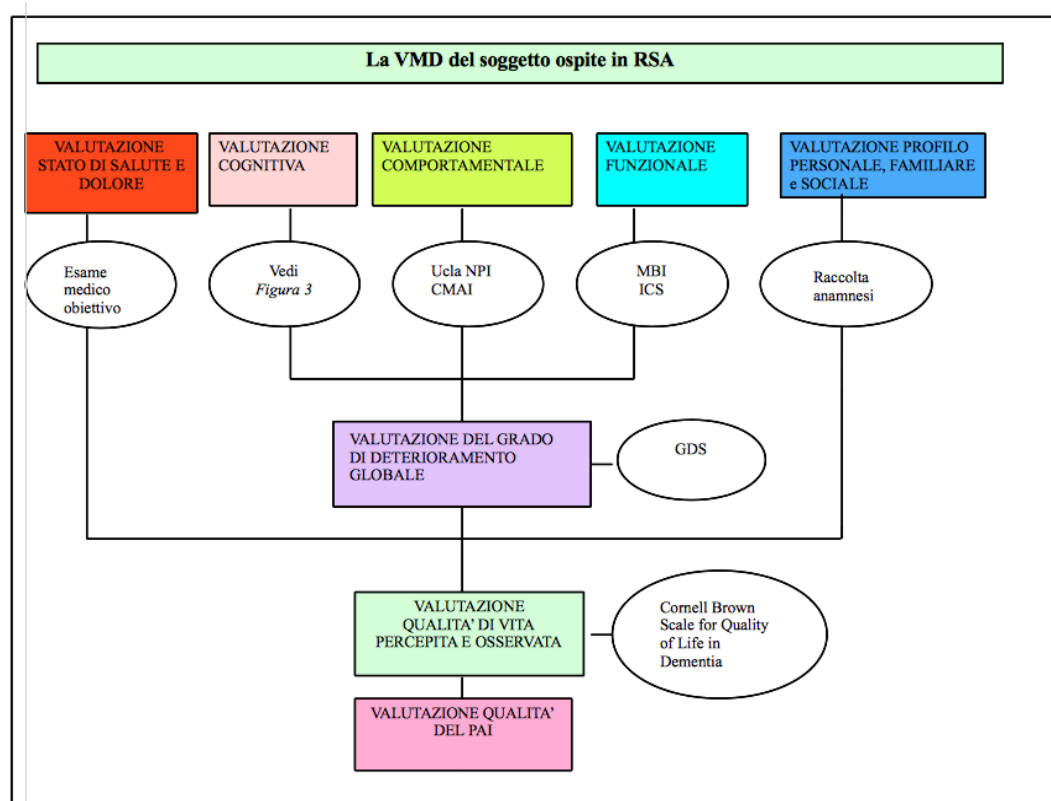 La VMD del soggetto ospite in RSA
VALUTAZIONE
STATO DI SALUTE E
DOLORE
VALUTAZIONE
COGNITIVA
VALUTAZIONE
COMPORTAMENTALE
VALUTAZIONE
FUNZIONALE
VALUTAZIONE PROFILO
PERSONALE, FAMILIARE
e SOCIALE
Esame
medico
obiettivo
Vedi
Figura 3
Ucla NPI
CMAI
MBI
ICS
Raccolta
anamnesi
VALUTAZIONE DEL GRADO
DI DETERIORAMENTO
GLOBALE
GDS
VALUTAZIONE
QUALITA’ DI VITA
PERCEPITA E OSSERVATA
Cornell Brown
Scale for Quality
of Life in
Dementia
VALUTAZIONE QUALITA’
DEL PAI